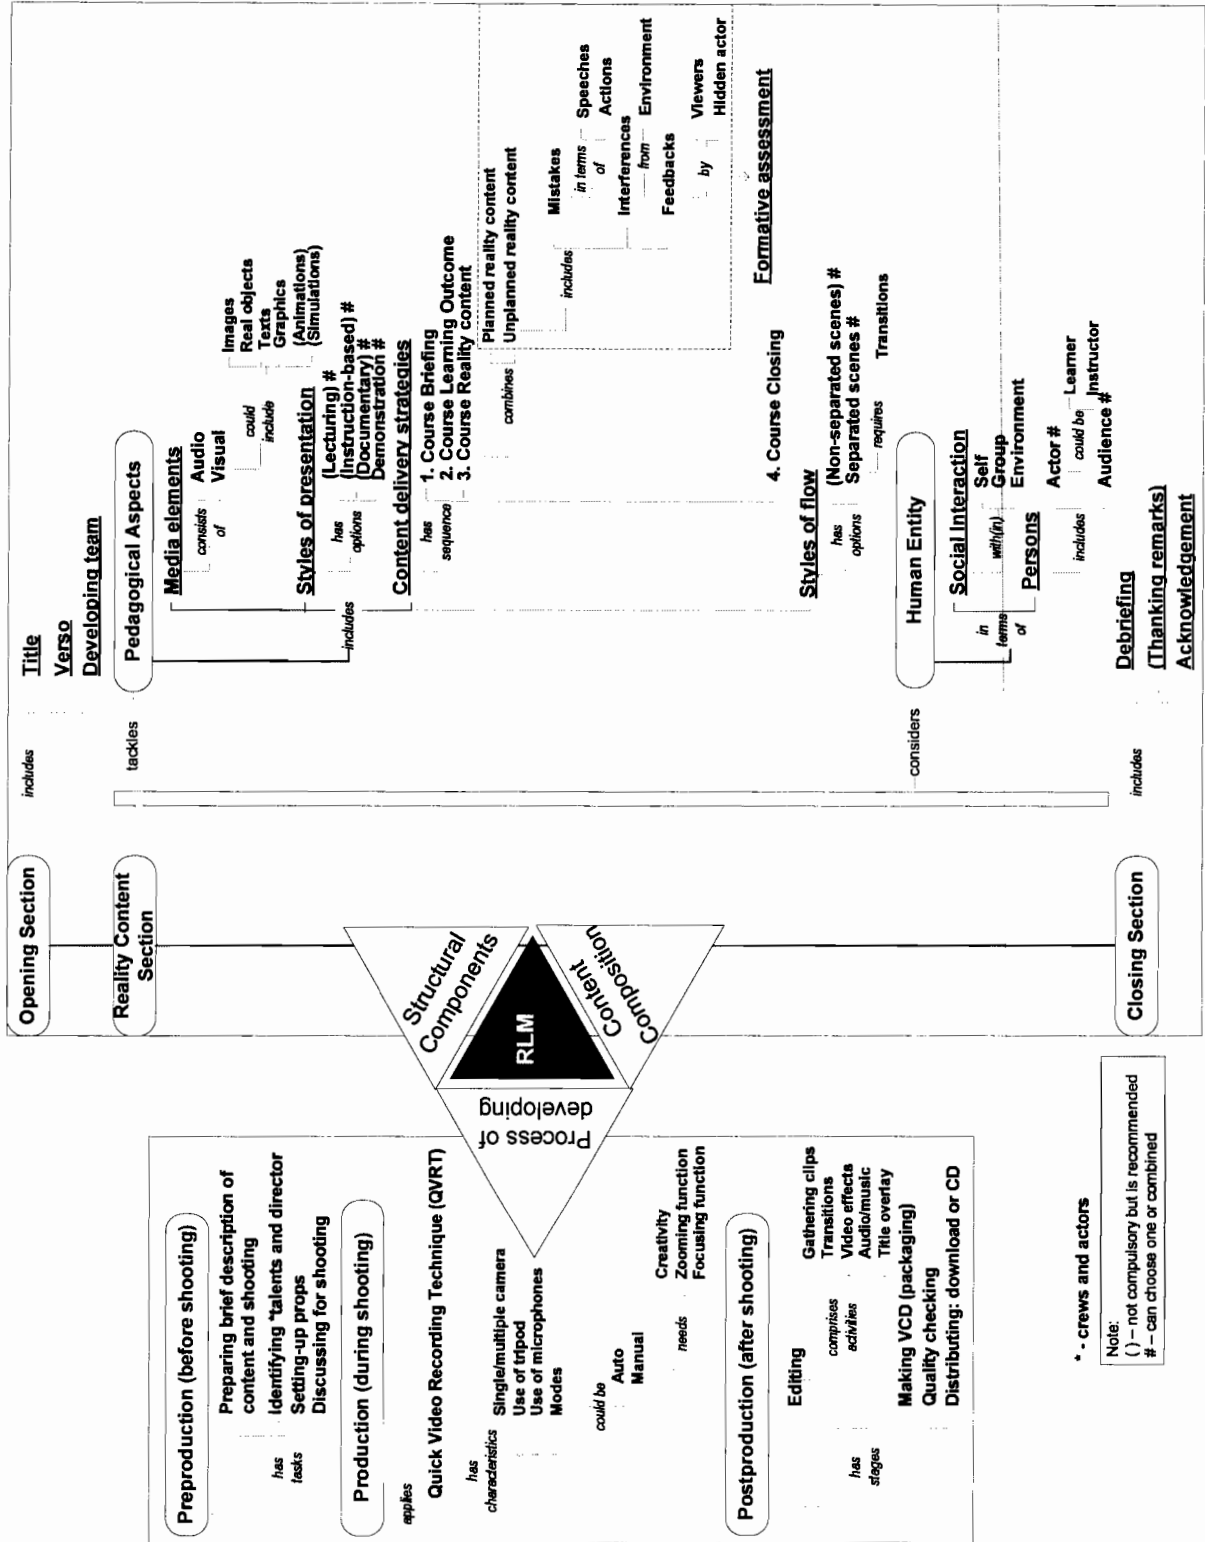 Preproduction (before shooting)
has
tasks
Preparing brief description of
content and shooting
Identifying *talents and director
Setting-up props
Discussing for shooting
Production (during shooting)
applies
Quick Video Recording Technique (QVRT)
has
characteristics
Single/multiple camera
Use of tripod
Use of microphones
Modes
could be
Auto
Manual
needs
Creativity
Zooming function
Focusing function
Postproduction (after shooting)
has
stages
Editing
comprises
activities
Gathering clips
Transitions
Video effects
Audio/music
Title overlay
Making VCD (packaging)
Quality checking
Distributing: download or CD
* - crews and actors
Note:
( ) – not compulsory but is recommended
# – can choose one or combined
Process of
developing
RLM
Structural
Components
Content
Composition
Opening Section
includes
Title
Verso
Developing team
Reality Content
Section
tackles
Pedagogical Aspects
includes
Media elements
consists
of
Audio
Visual
could
include
Images
Real objects
Texts
Graphics
(Animations)
(Simulations)
Styles of presentation
has
options
(Lecturing) #
(Instruction-based) #
(Documentary) #
Demonstration #
Content delivery strategies
has
sequence
1. Course Briefing
2. Course Learning Outcome
3. Course Reality content
combines
Planned reality content
Unplanned reality content
includes
Mistakes
in terms
of
Speeches
Actions
Interferences
from
Environment
Feedbacks
by
Viewers
Hidden actor
4. Course Closing
Formative assessment
Styles of flow
has
options
(Non-separated scenes) #
Separated scenes #
requires
Transitions
considers
Human Entity
in
terms
of
Social Interaction
with(in)
Self
Group
Environment
Persons
includes
Actor #
could be
Learner
Instructor
Audience #
Closing Section
includes
Debriefing
(Thanking remarks)
Acknowledgement